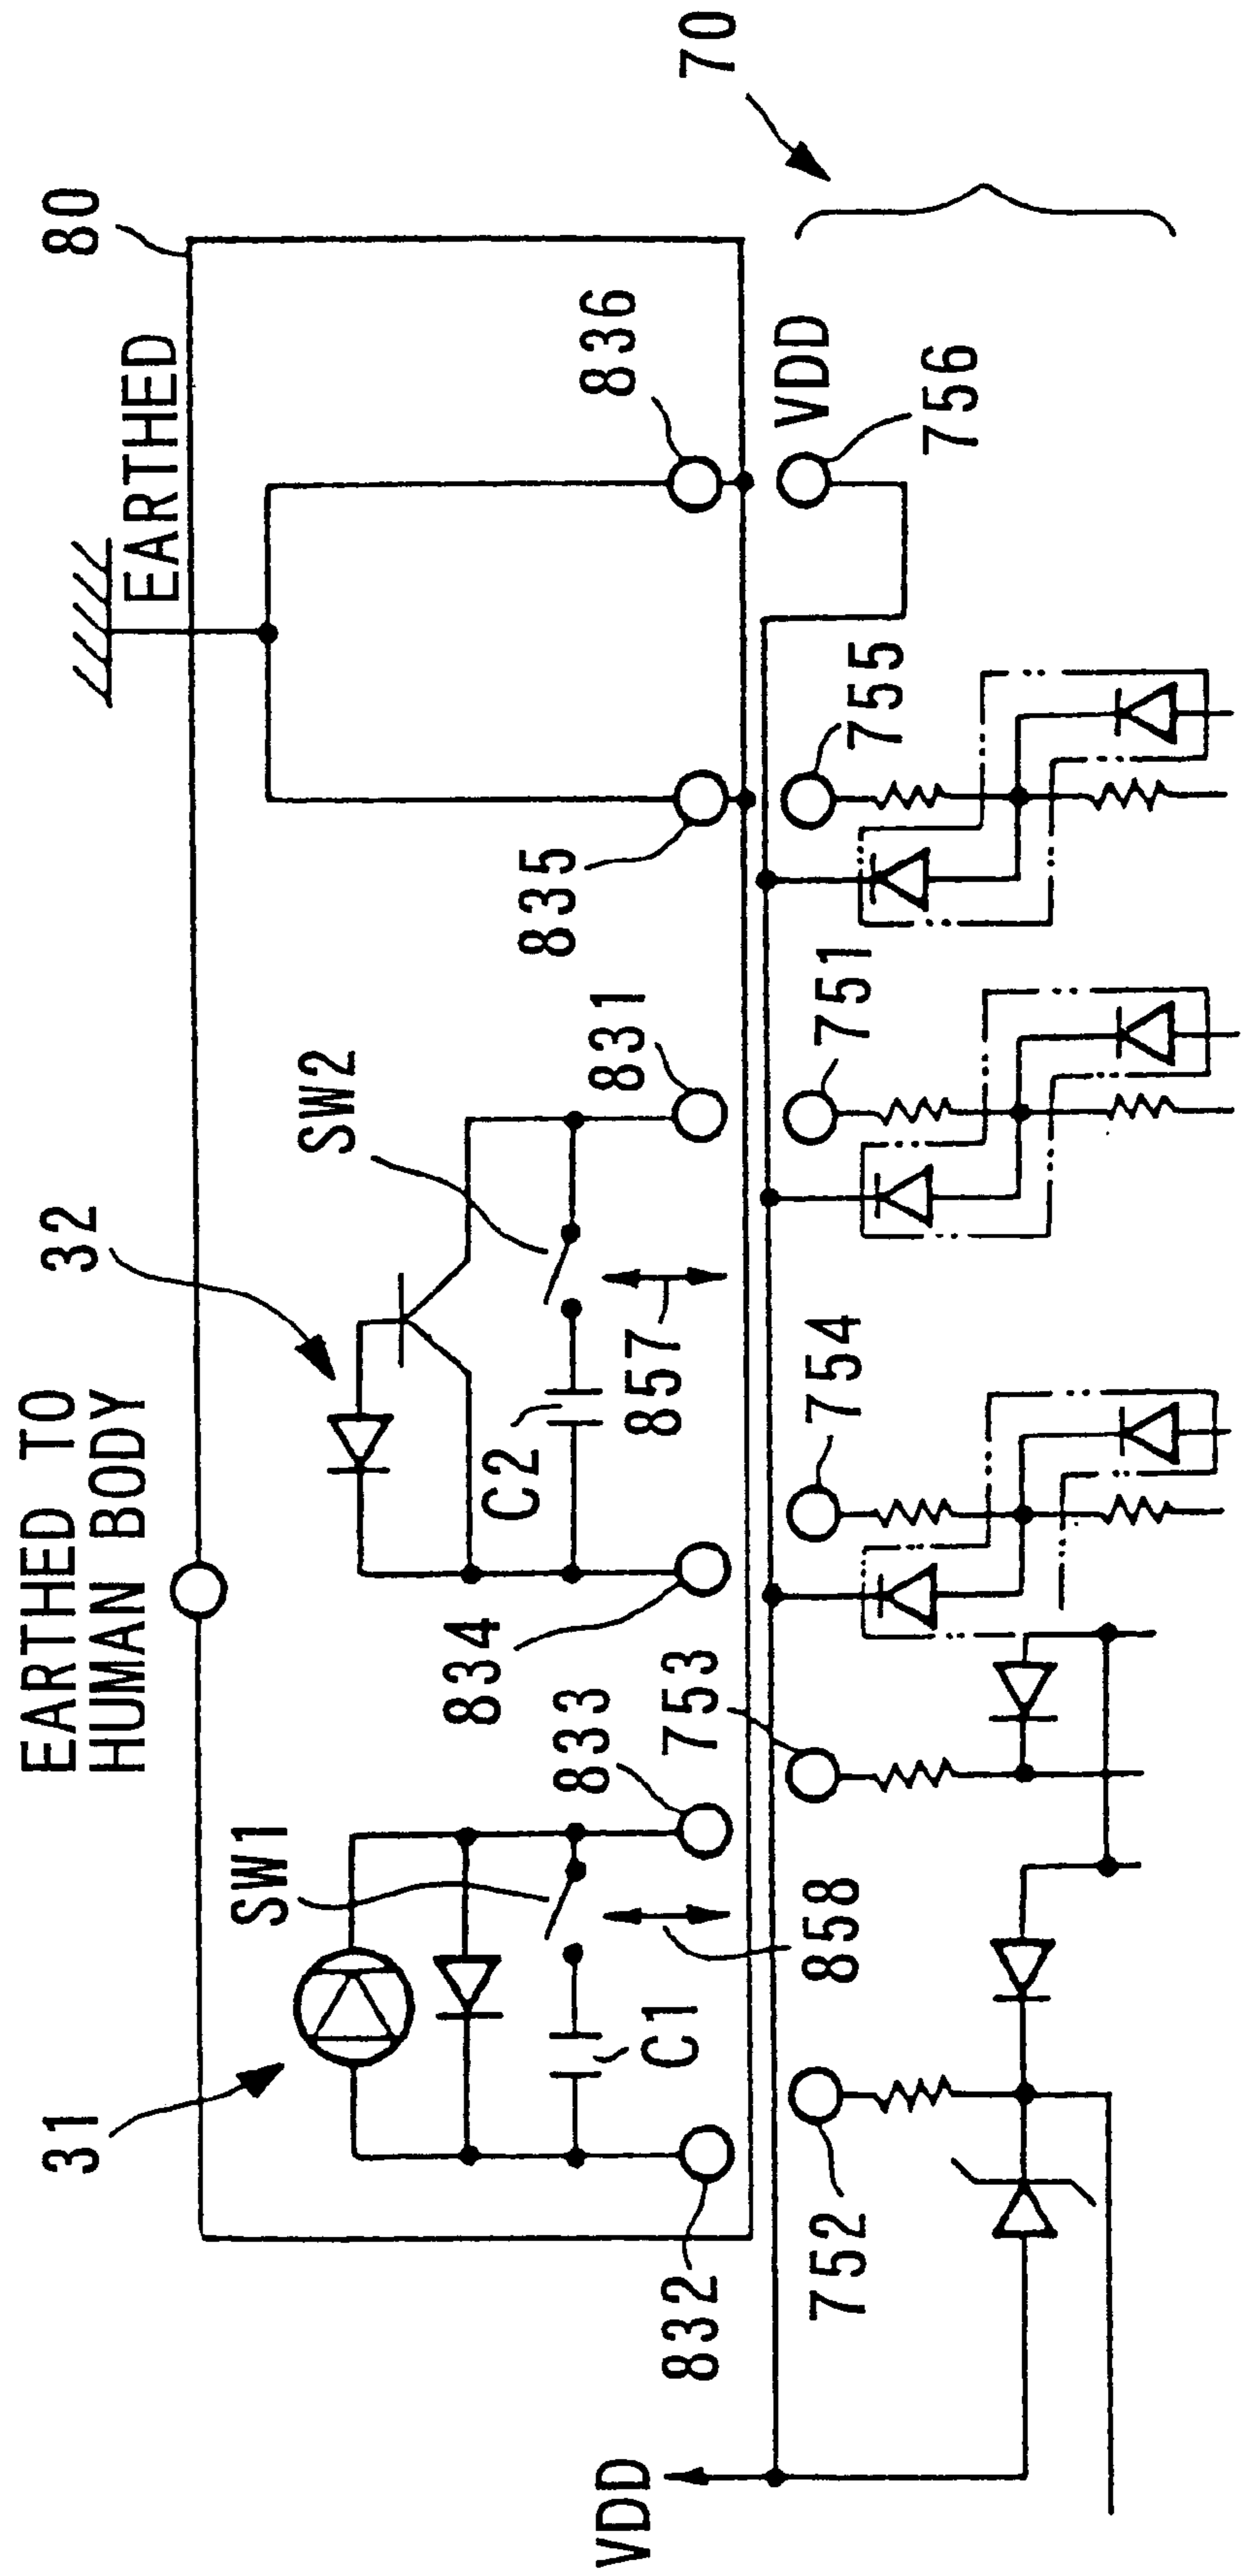 EARTHED TO
HUMAN BODY
EARTHED
80
70
31
32
SW1
SW2
C1
C2
858
857
832
833
834
831
835
836
VDD
VDD
752
753
754
751
755
756